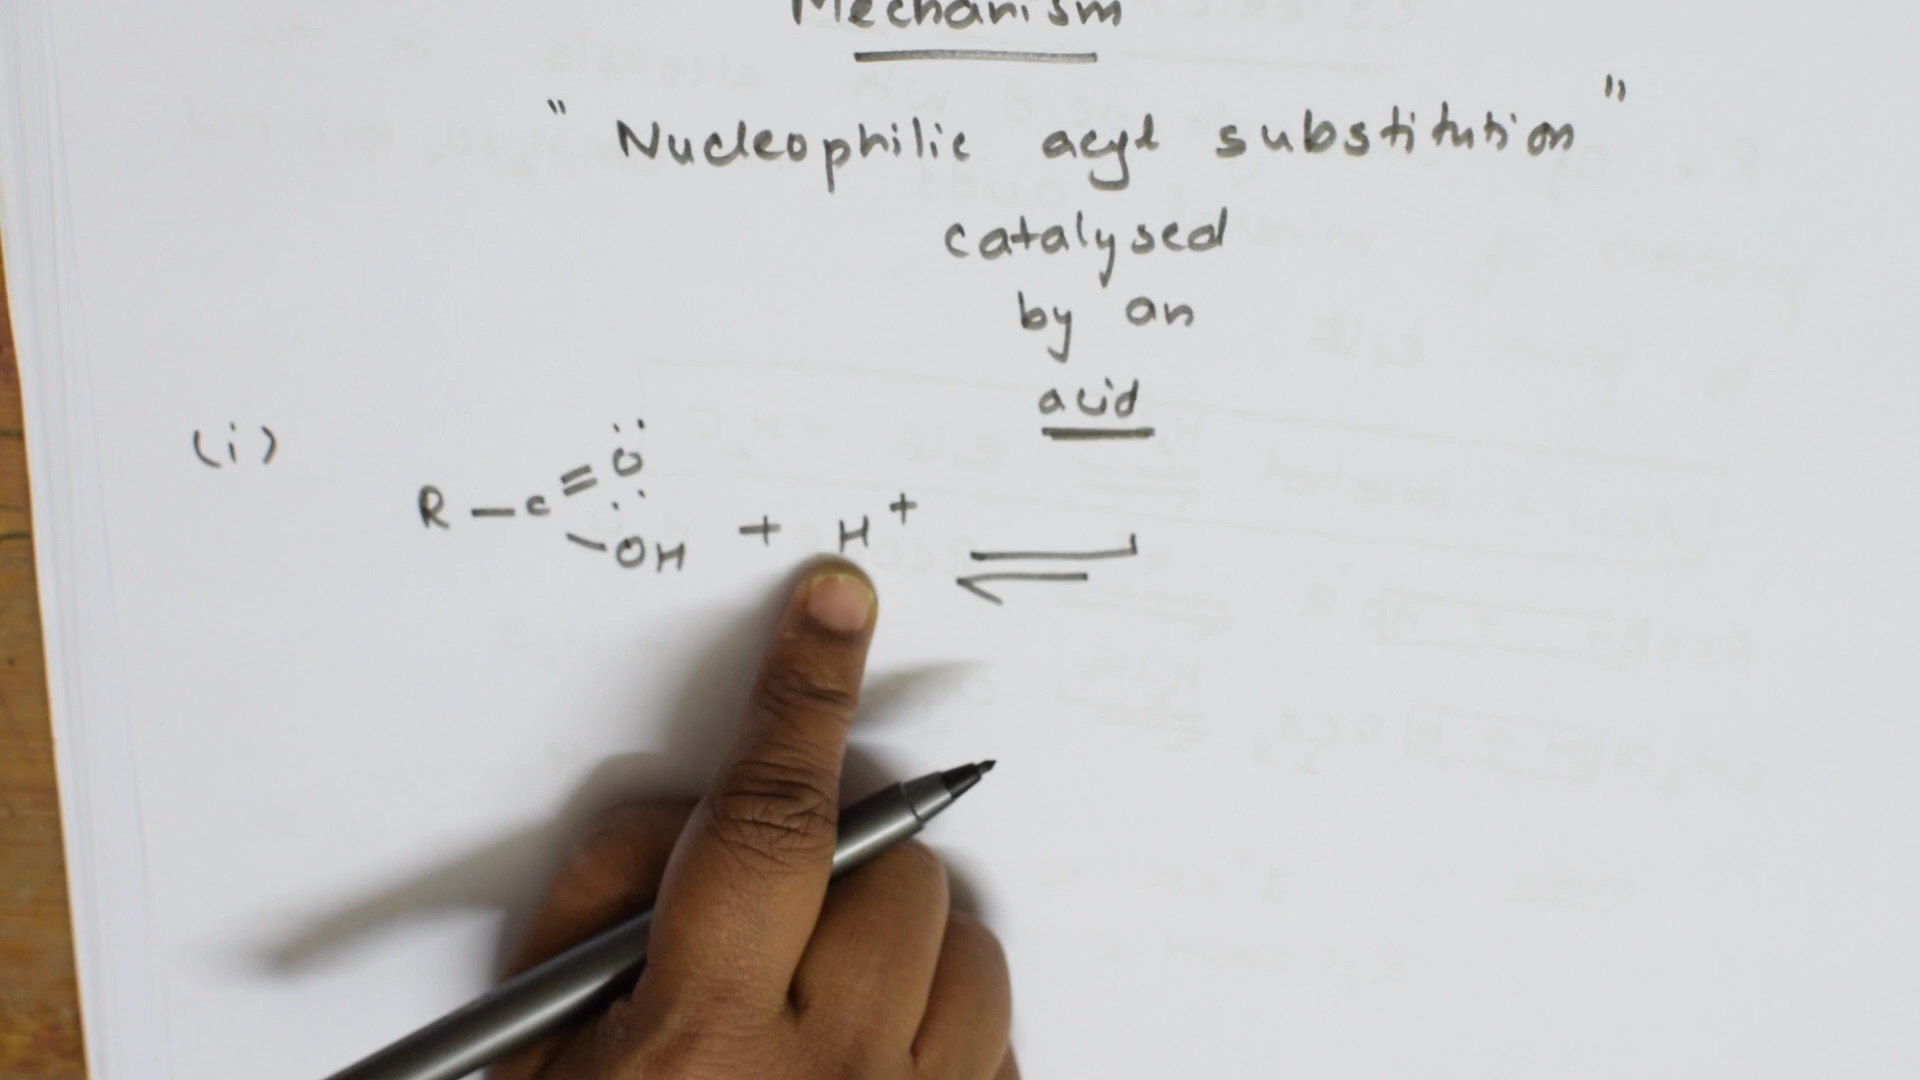 Mechanism
" Nucleophilic acyl substitution "
catalysed
by an
acid
(i)
R – c = O
– OH + H + ⇌